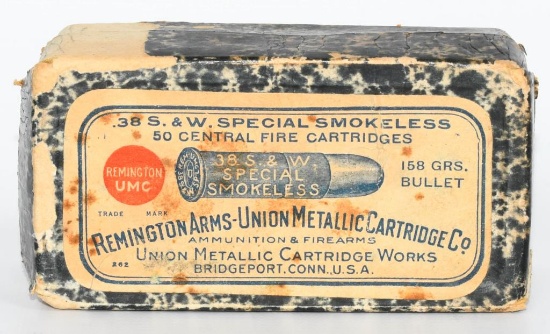 .38 S. & W. SPECIAL SMOKELESS
50 CENTRAL FIRE CARTRIDGES
.38 S. & W
SPECIAL
SMOKELESS
158 GRS.
BULLET
REMINGTON
UMC
TRADE MARK
REMINGTON ARMS-UNION METALLIC CARTRIDGE CO
AMMUNITION & FIREARMS
UNION METALLIC CARTRIDGE WORKS
262
BRIDGEPORT, CONN. U.S.A.